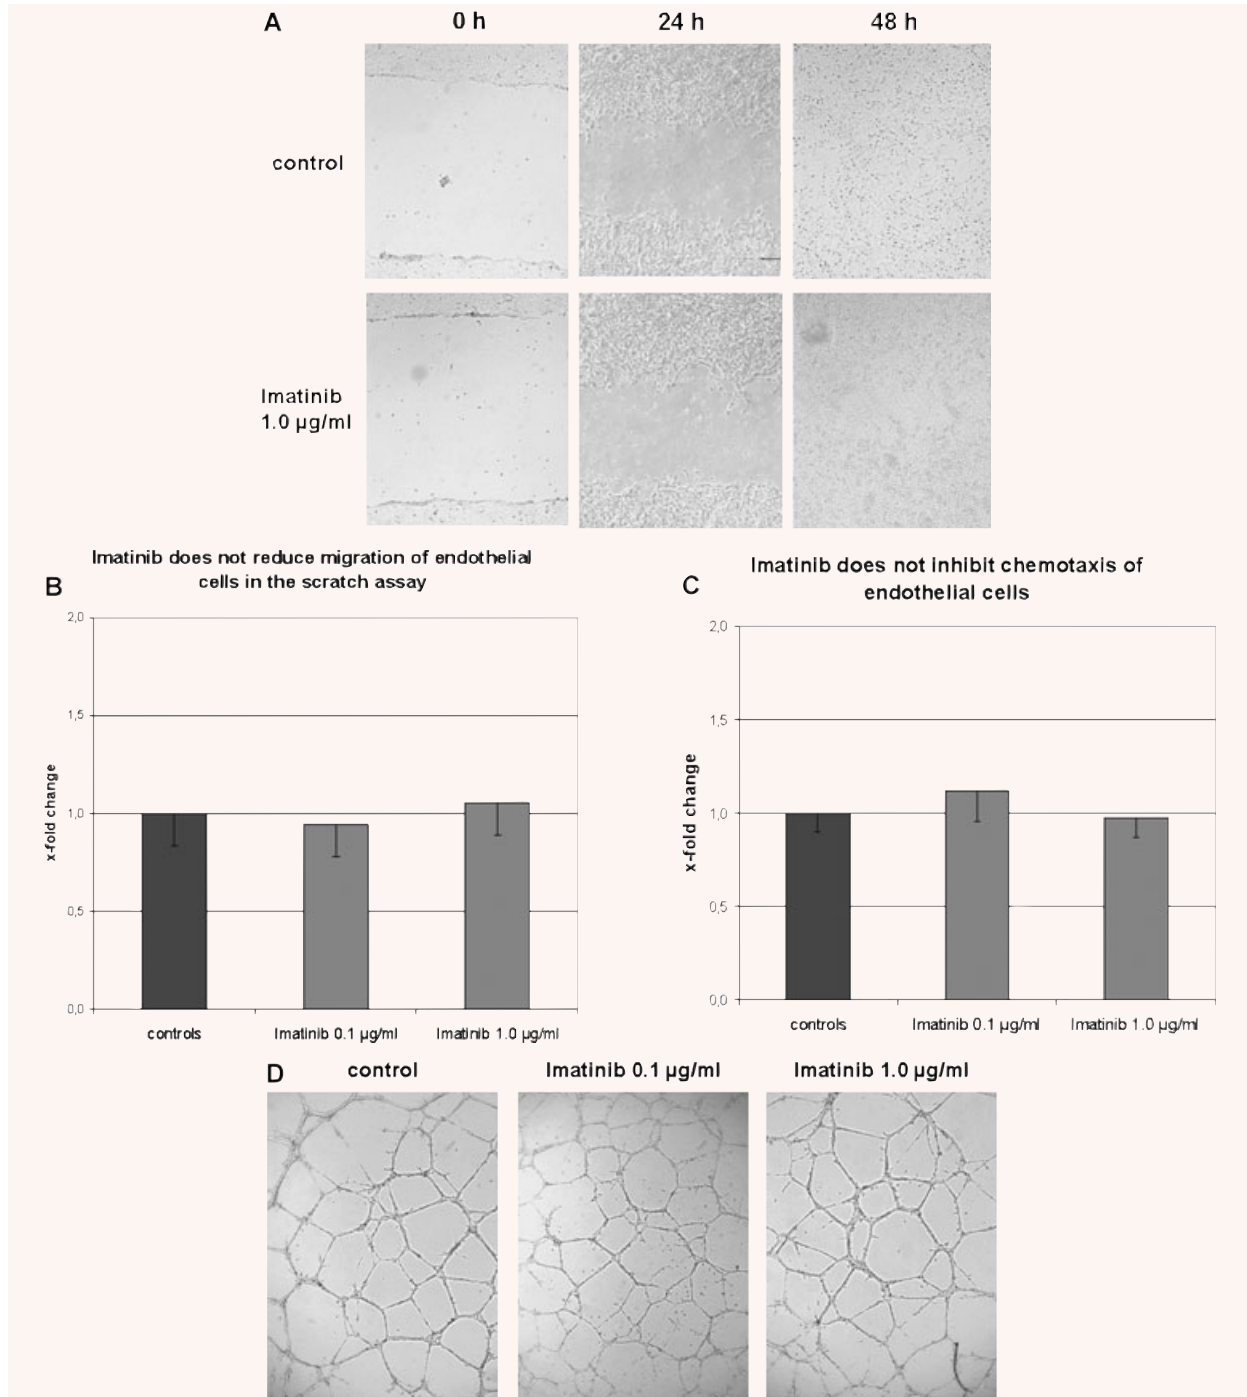 A
0 h
24 h
48 h
control
Imatinib
1.0 µg/ml
Imatinib does not reduce migration of endothelial
cells in the scratch assay
B
2,0
1,5
1,0
0,5
0,0
x-fold change
controls
Imatinib 0.1 µg/ml
Imatinib 1.0 µg/ml
C
Imatinib does not inhibit chemotaxis of
endothelial cells
2,0
1,5
1,0
0,5
0,0
x-fold change
controls
Imatinib 0.1 µg/ml
Imatinib 1.0 µg/ml
D
control
Imatinib 0.1 µg/ml
Imatinib 1.0 µg/ml